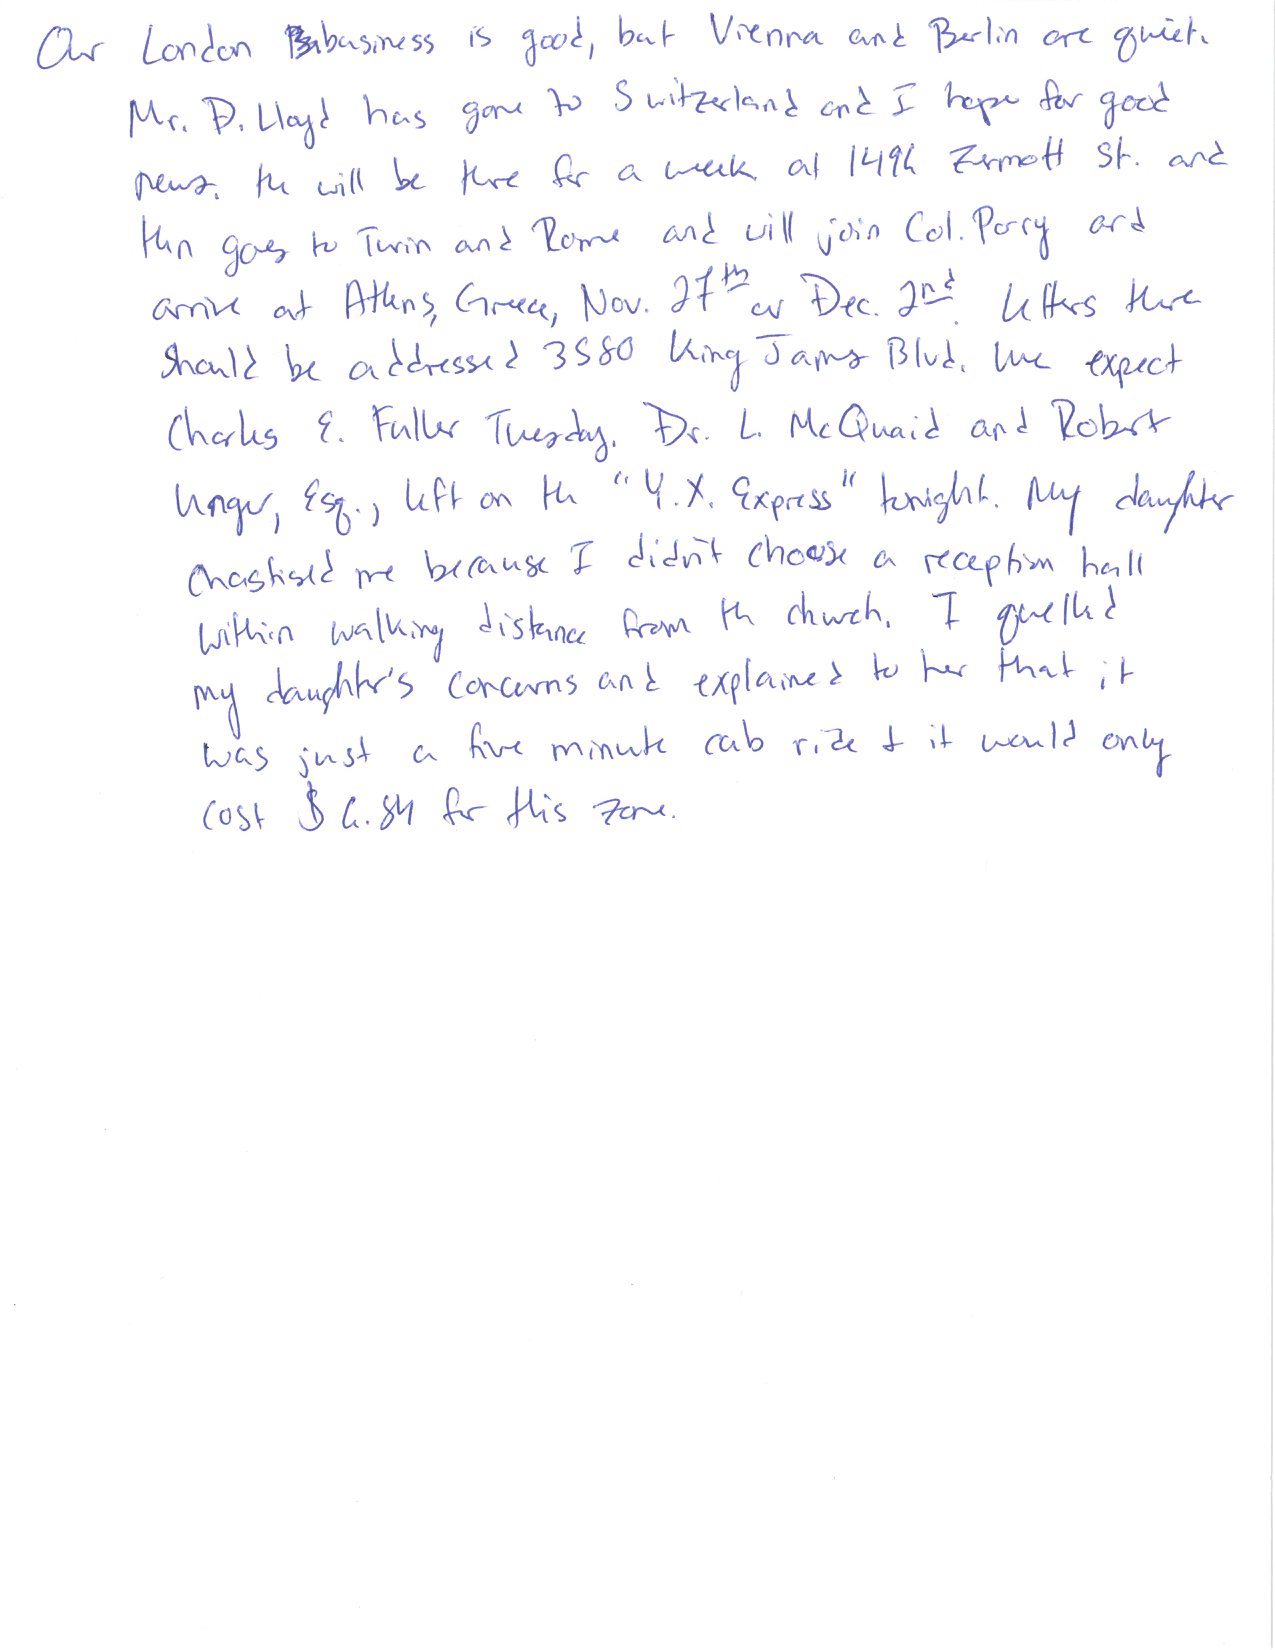 Our London business is good, but Vienna and Berlin are quiet.
Mr. D. Lloyd has gone to Switzerland and I hope for good
news. He will be there for a week at 1496 Zermott St. and
then goes to Turin and Rome and will join Col. Parry and
arrive at Athens, Greece, Nov. 27th or Dec. 2nd. Letters there
should be addressed 3580 King James Blvd. We expect
Charles E. Fuller Tuesday. Dr. L. McQuaid and Robert
Unger, Esq., left on the "Y.X. Express" tonight. My daughter
chastised me because I didn't choose a reception hall
within walking distance from the church. I quelled
my daughter's concerns and explained to her that it
was just a five minute cab ride & it would only
cost $6.84 for this zone.